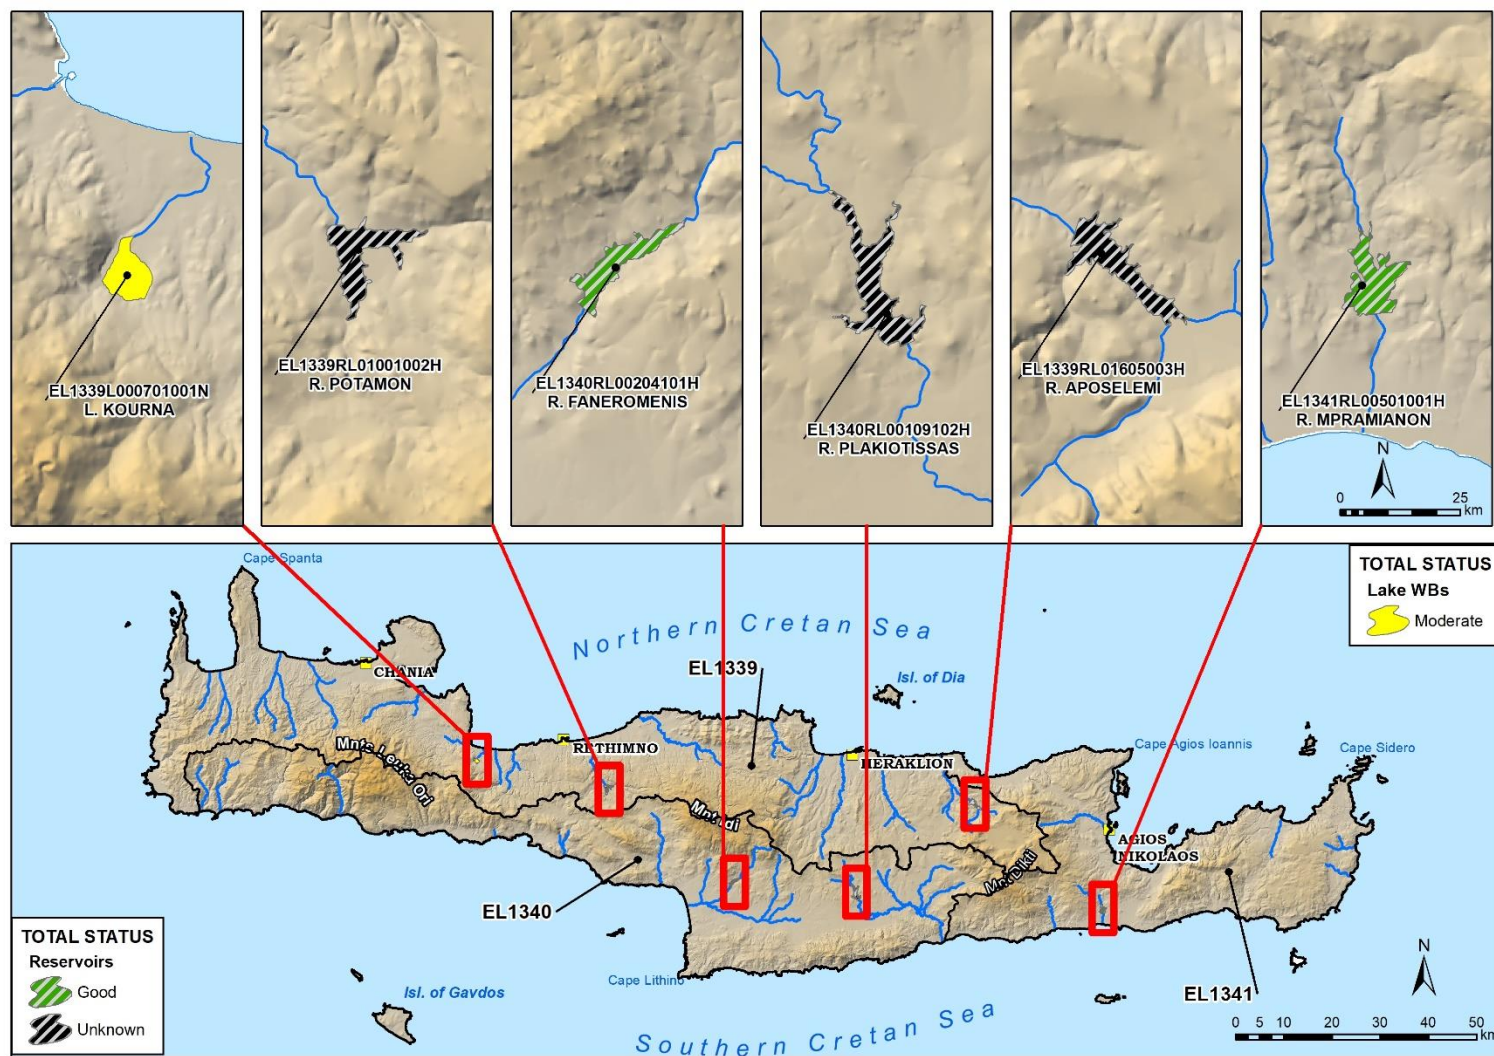 EL1339L000701001N
L. KOURNA
EL1339RL01001002H
R. POTAMON
EL1340RL00204101H
R. FANEROMENIS
EL1340RL00109102H
R. PLAKIOTISSAS
EL1339RL01605003H
R. APOSELEMI
EL1341RL00501001H
R. MPRAMIANON
N
0 25
km
Cape Spanta
TOTAL STATUS
Lake WBs
Moderate
Northern Cretan Sea
CHANIA
EL1339
Isl. of Dia
RETHIMNO
HERAKLION
Cape Agios Ioannis
Cape Sidero
Mnts Lefka Ori
Mnt Idi
AGIOS
NIKOLAOS
Mnt Dikti
EL1340
TOTAL STATUS
Reservoirs
Good
Unknown
Cape Lithino
Isl. of Gavdos
EL1341
N
Southern Cretan Sea
0 5 10 20 30 40 50
km